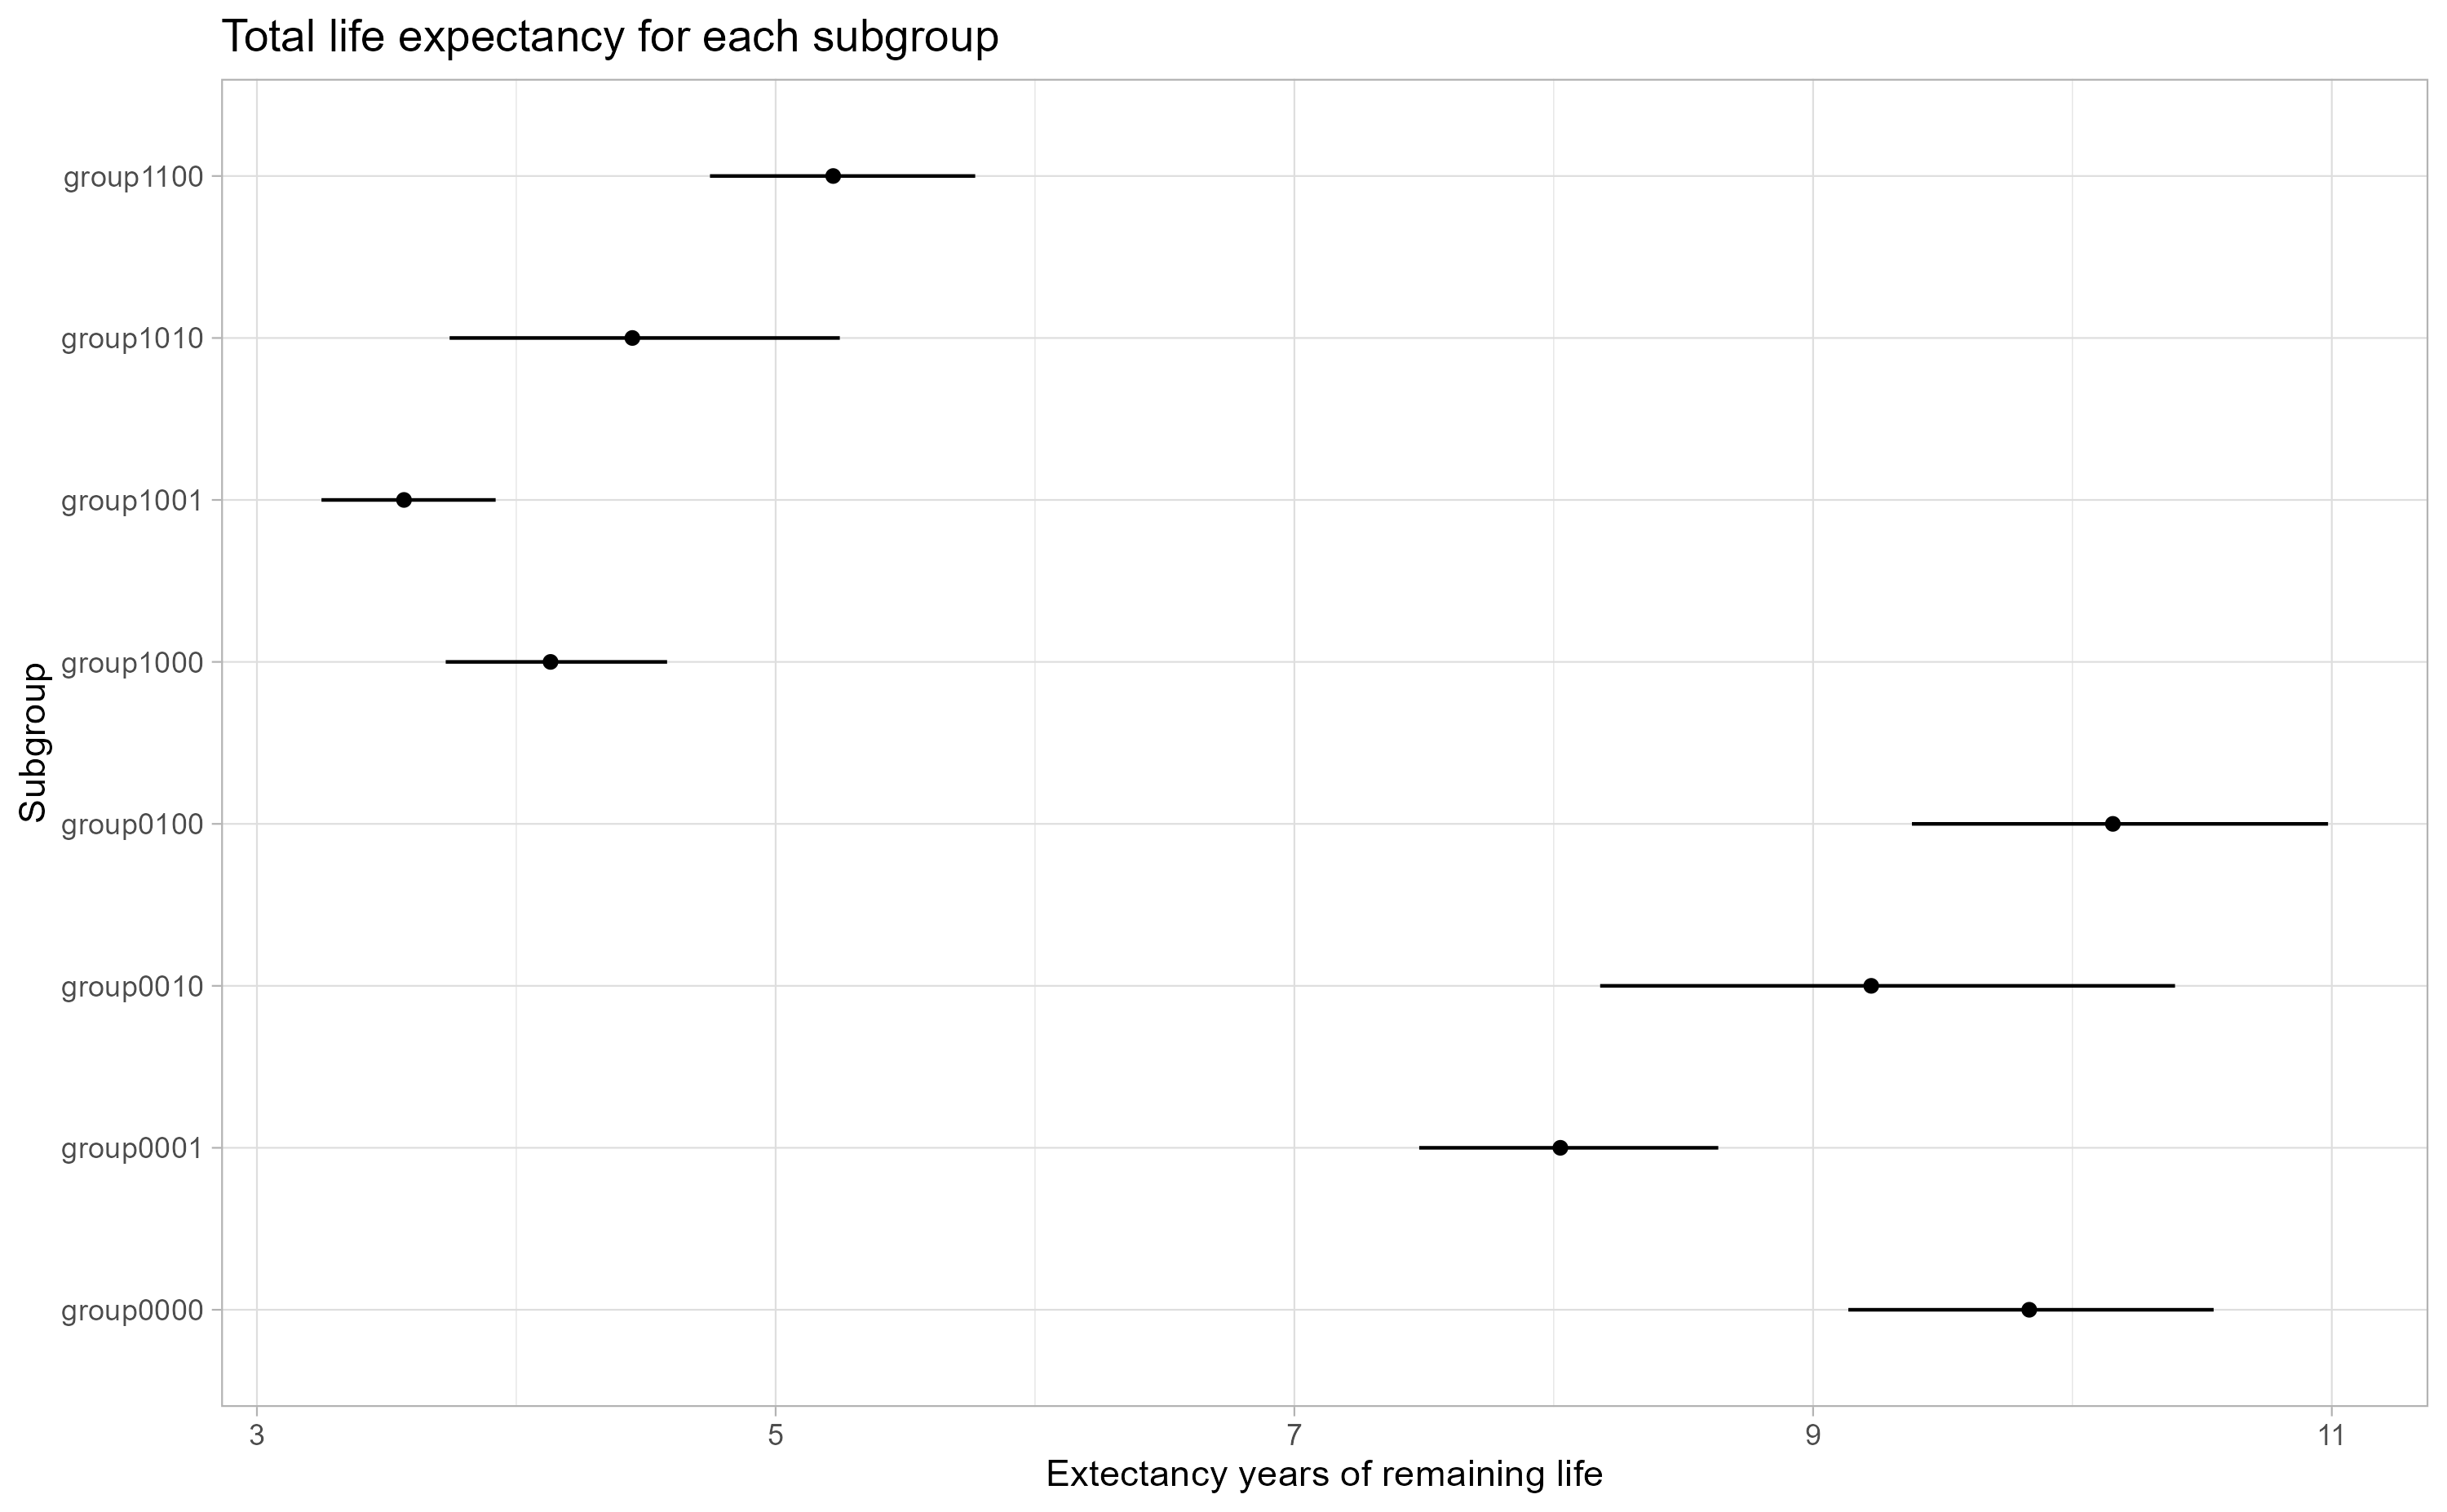 Total life expectancy for each subgroup
group1100
group1010
group1001
group1000
group0100
group0010
group0001
group0000
Subgroup
3 5 7 9 11
Extectancy years of remaining life